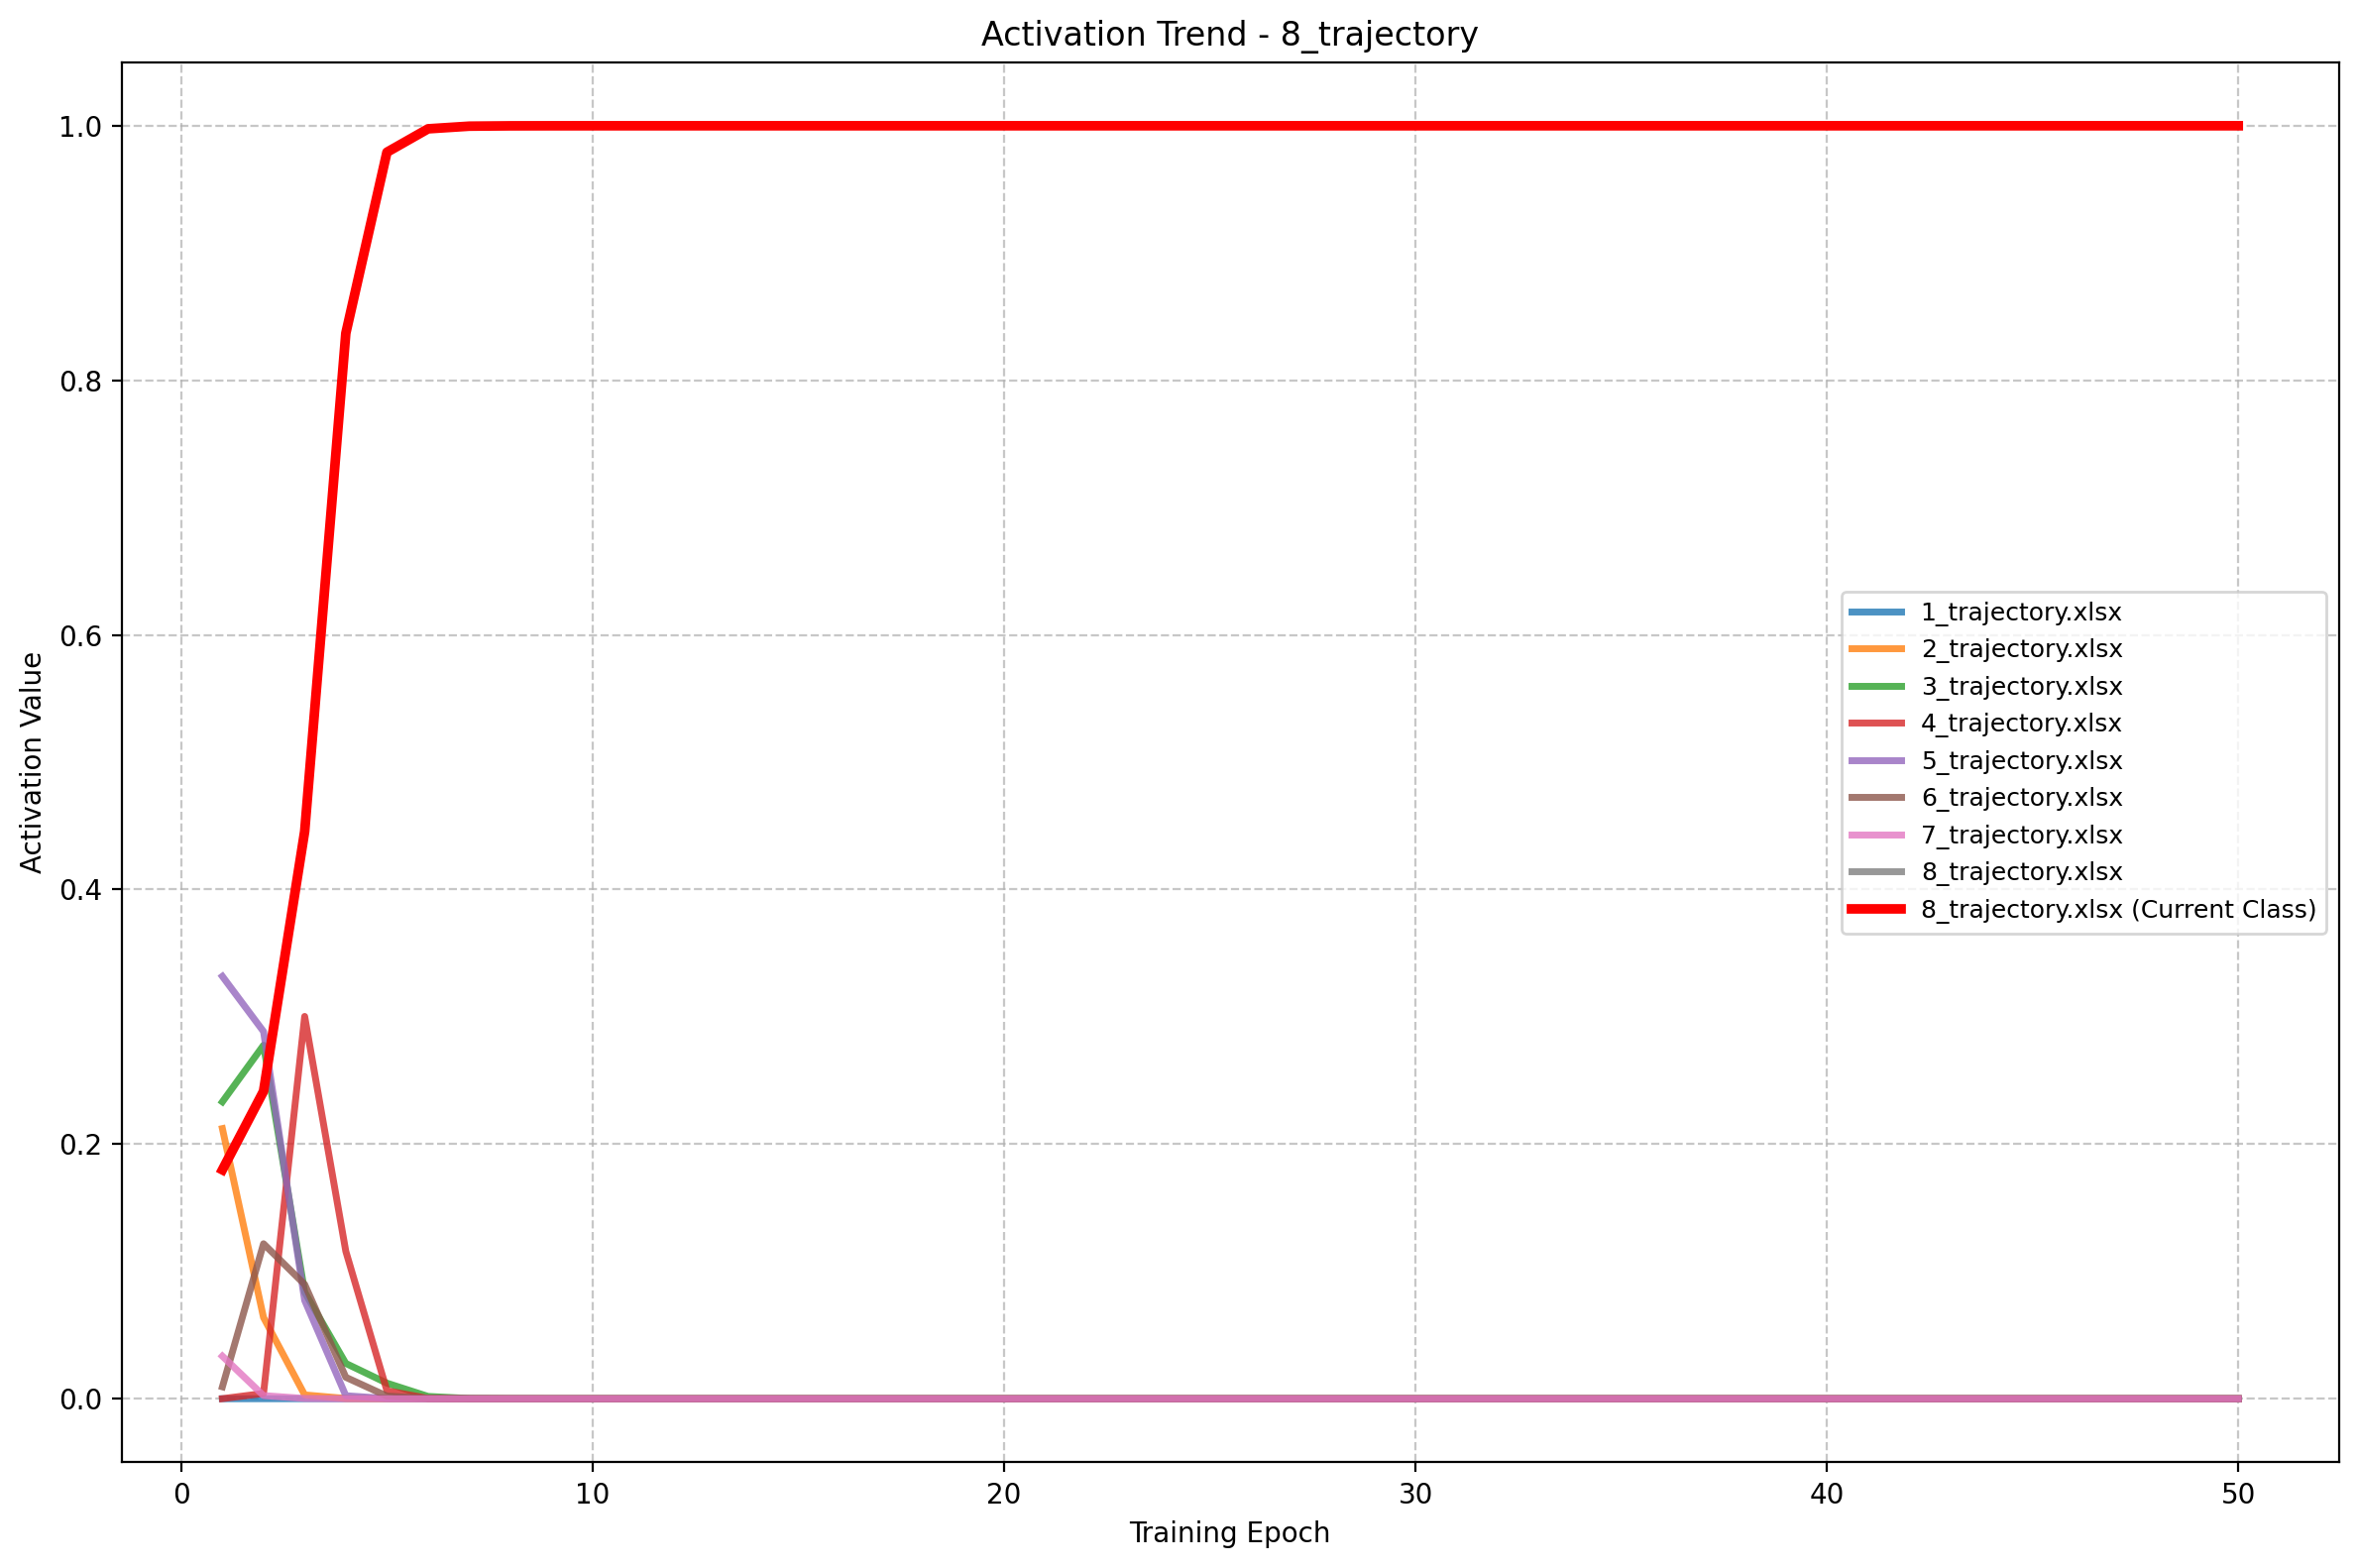 Activation Trend - 8_trajectory
1.0
0.8
0.6
0.4
0.2
0.0
Activation Value
1_trajectory.xlsx
2_trajectory.xlsx
3_trajectory.xlsx
4_trajectory.xlsx
5_trajectory.xlsx
6_trajectory.xlsx
7_trajectory.xlsx
8_trajectory.xlsx
8_trajectory.xlsx (Current Class)
0 10 20 30 40 50
Training Epoch